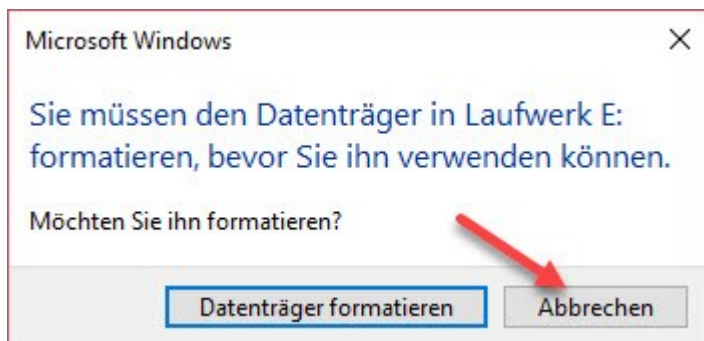 Microsoft Windows
Sie müssen den Datenträger in Laufwerk E:
formatieren, bevor Sie ihn verwenden können.
Möchten Sie ihn formatieren?
Datenträger formatieren
Abbrechen